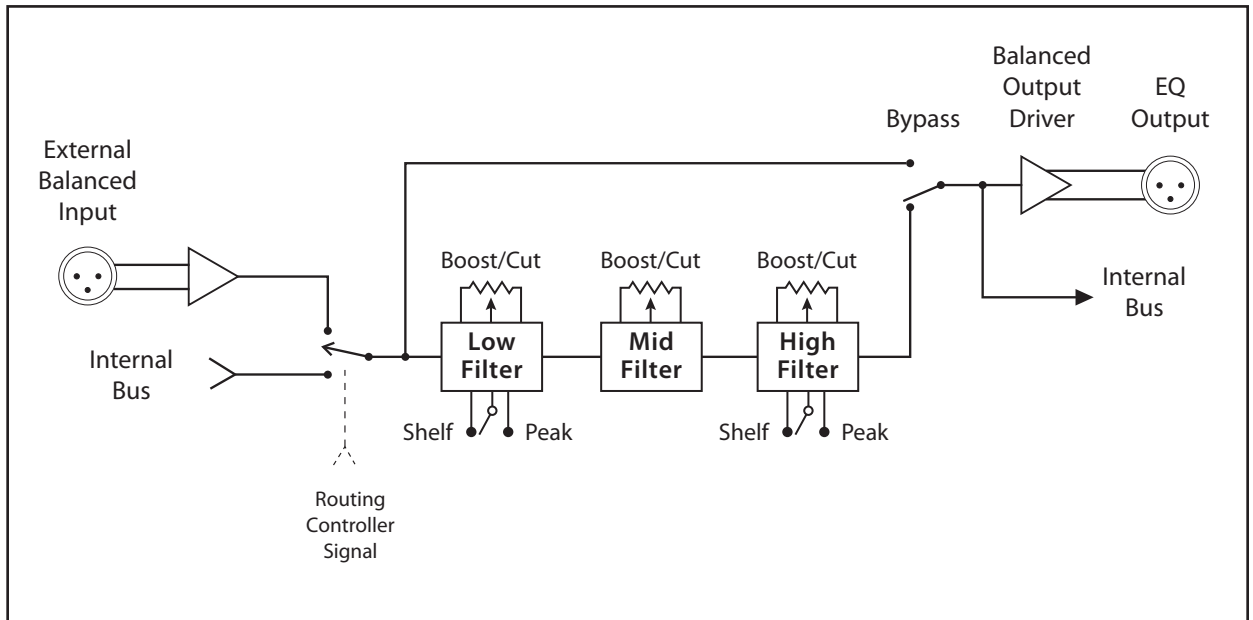 Balanced
Output
Driver
EQ
Output
Bypass
External
Balanced
Input
Boost/Cut
Boost/Cut
Boost/Cut
Internal
Bus
Low
Filter
Mid
Filter
High
Filter
Internal
Bus
Shelf
Peak
Shelf
Peak
Routing
Controller
Signal